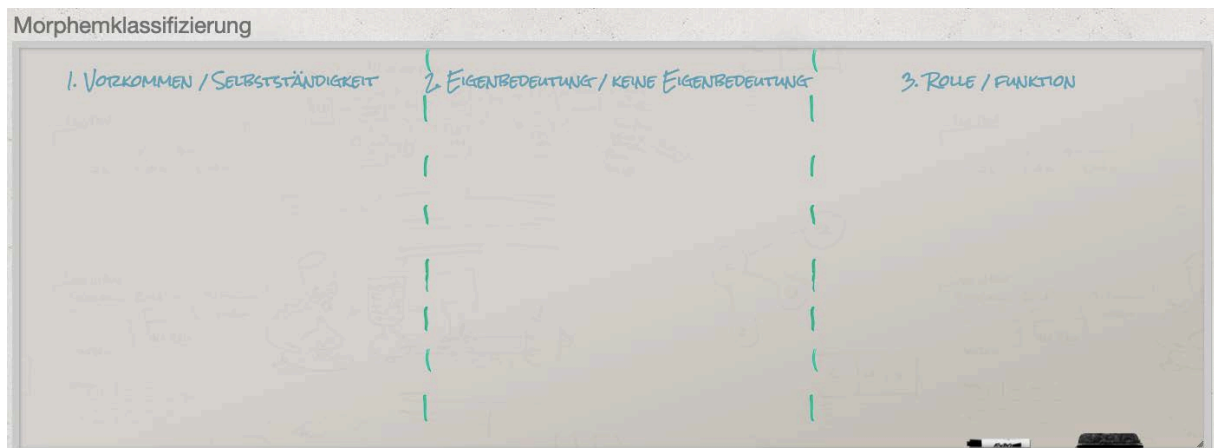 Morphemklassifizierung
1. Vorkommen / Selbstständigkeit
2. Eigenbedeutung / keine Eigenbedeutung
3. Rolle / Funktion